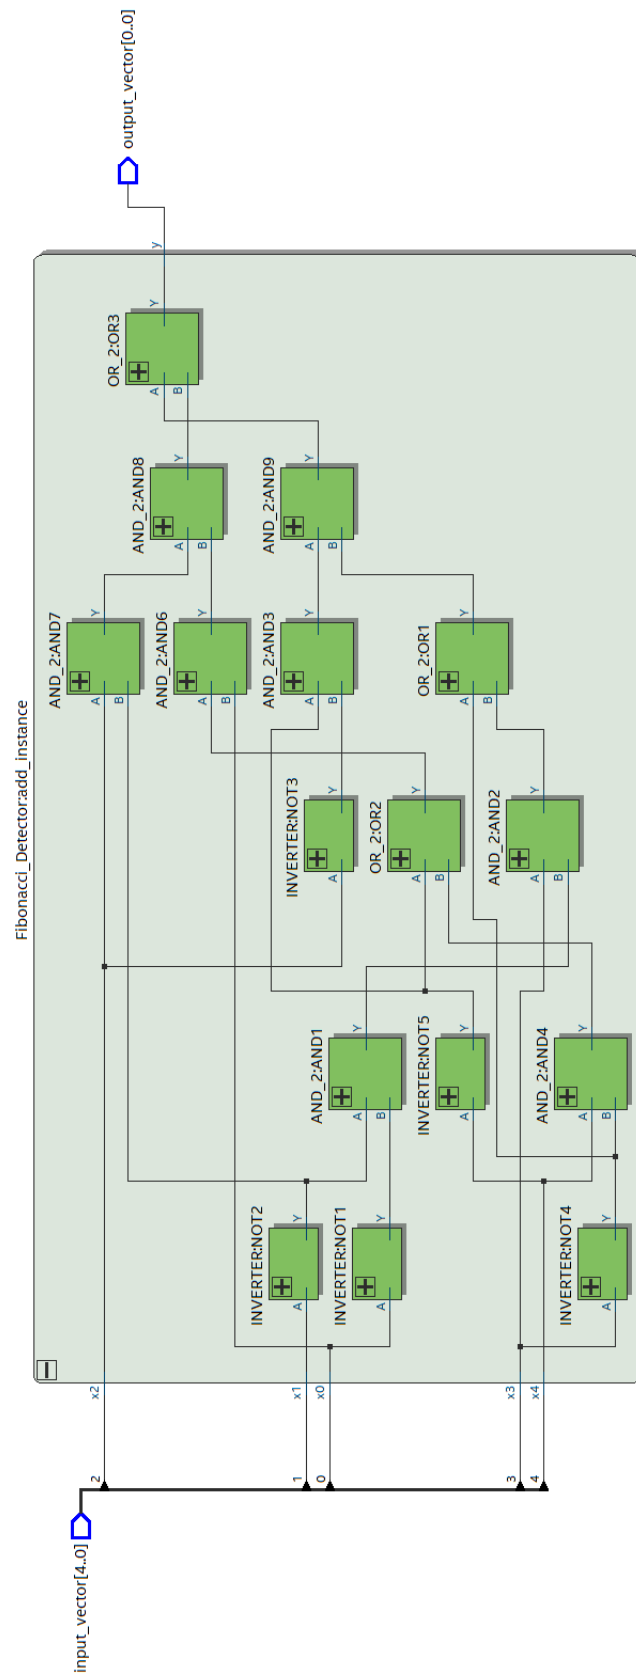 Fibonacci_Detector:add_instance
input_vector[4..0]
2
1
0
3
4
x2
x1
x0
x3
x4
INVERTER:NOT2
A
Y
INVERTER:NOT1
A
Y
INVERTER:NOT4
A
Y
AND_2:AND1
A
B
Y
INVERTER:NOT5
A
Y
AND_2:AND4
A
B
Y
INVERTER:NOT3
A
Y
OR_2:OR2
A
B
Y
AND_2:AND2
A
B
Y
AND_2:AND7
A
B
Y
AND_2:AND6
A
B
Y
AND_2:AND3
A
B
Y
OR_2:OR1
A
B
Y
AND_2:AND8
A
B
Y
AND_2:AND9
A
B
Y
OR_2:OR3
A
B
Y
y
output_vector[0..0]